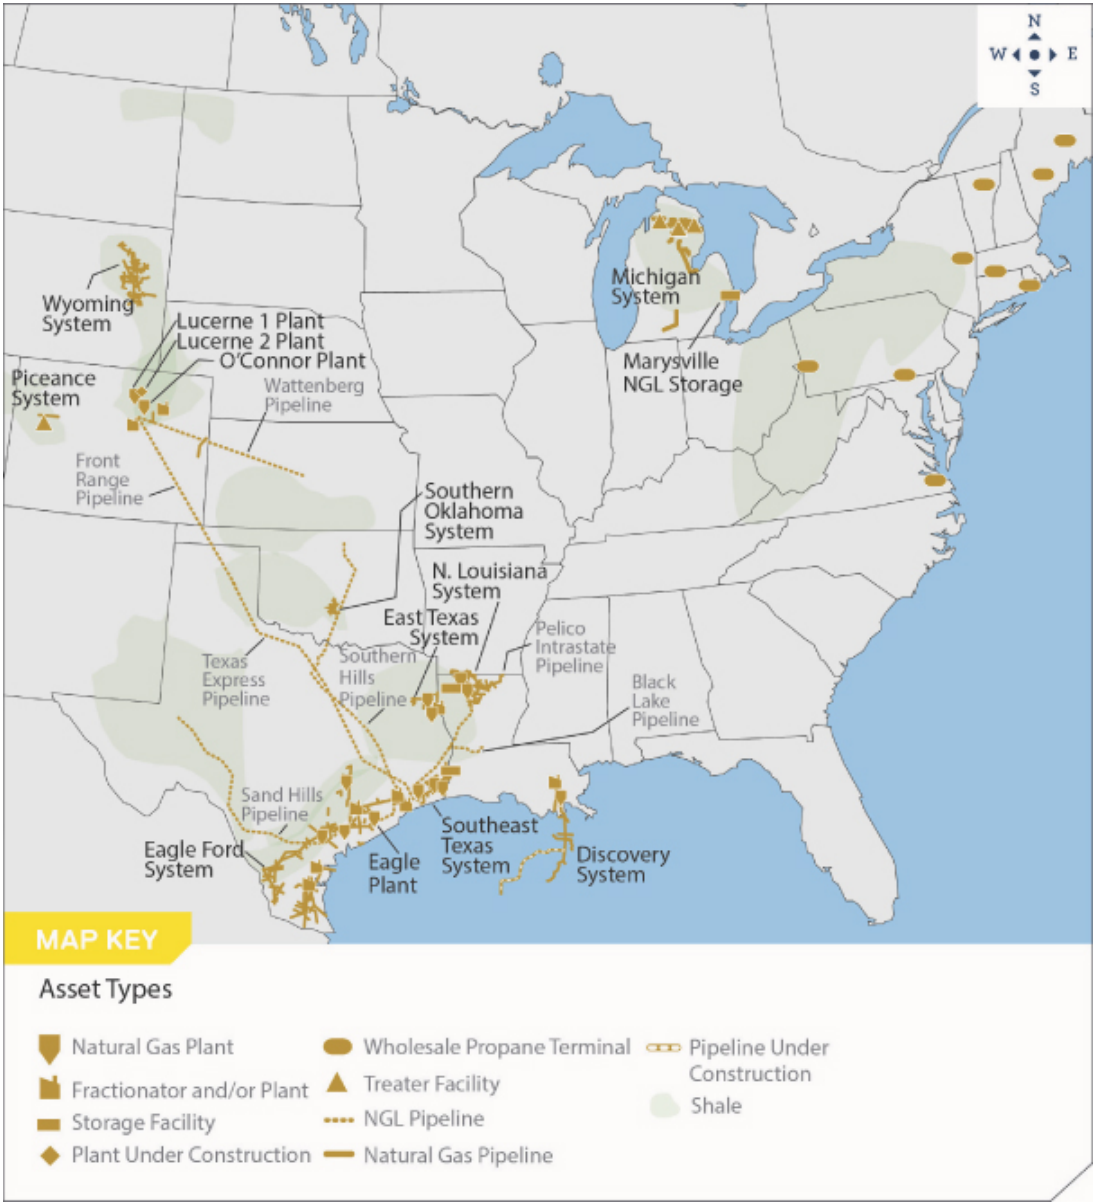 N
W E
S
Wyoming
System
Lucerne 1 Plant
Lucerne 2 Plant
O'Connor Plant
Piceance
System
Wattenberg
Pipeline
Front
Range
Pipeline
Michigan
System
Marysville
NGL Storage
Southern
Oklahoma
System
N. Louisiana
System
East Texas
System
Pelico
Intrastate
Pipeline
Texas
Express
Pipeline
Southern
Hills
Pipeline
Black
Lake
Pipeline
Sand Hills
Pipeline
Eagle Ford
System
Eagle
Plant
Southeast
Texas
System
Discovery
System
MAP KEY
Asset Types
Natural Gas Plant
Fractionator and/or Plant
Storage Facility
Plant Under Construction
Wholesale Propane Terminal
Treater Facility
NGL Pipeline
Natural Gas Pipeline
Pipeline Under
Construction
Shale